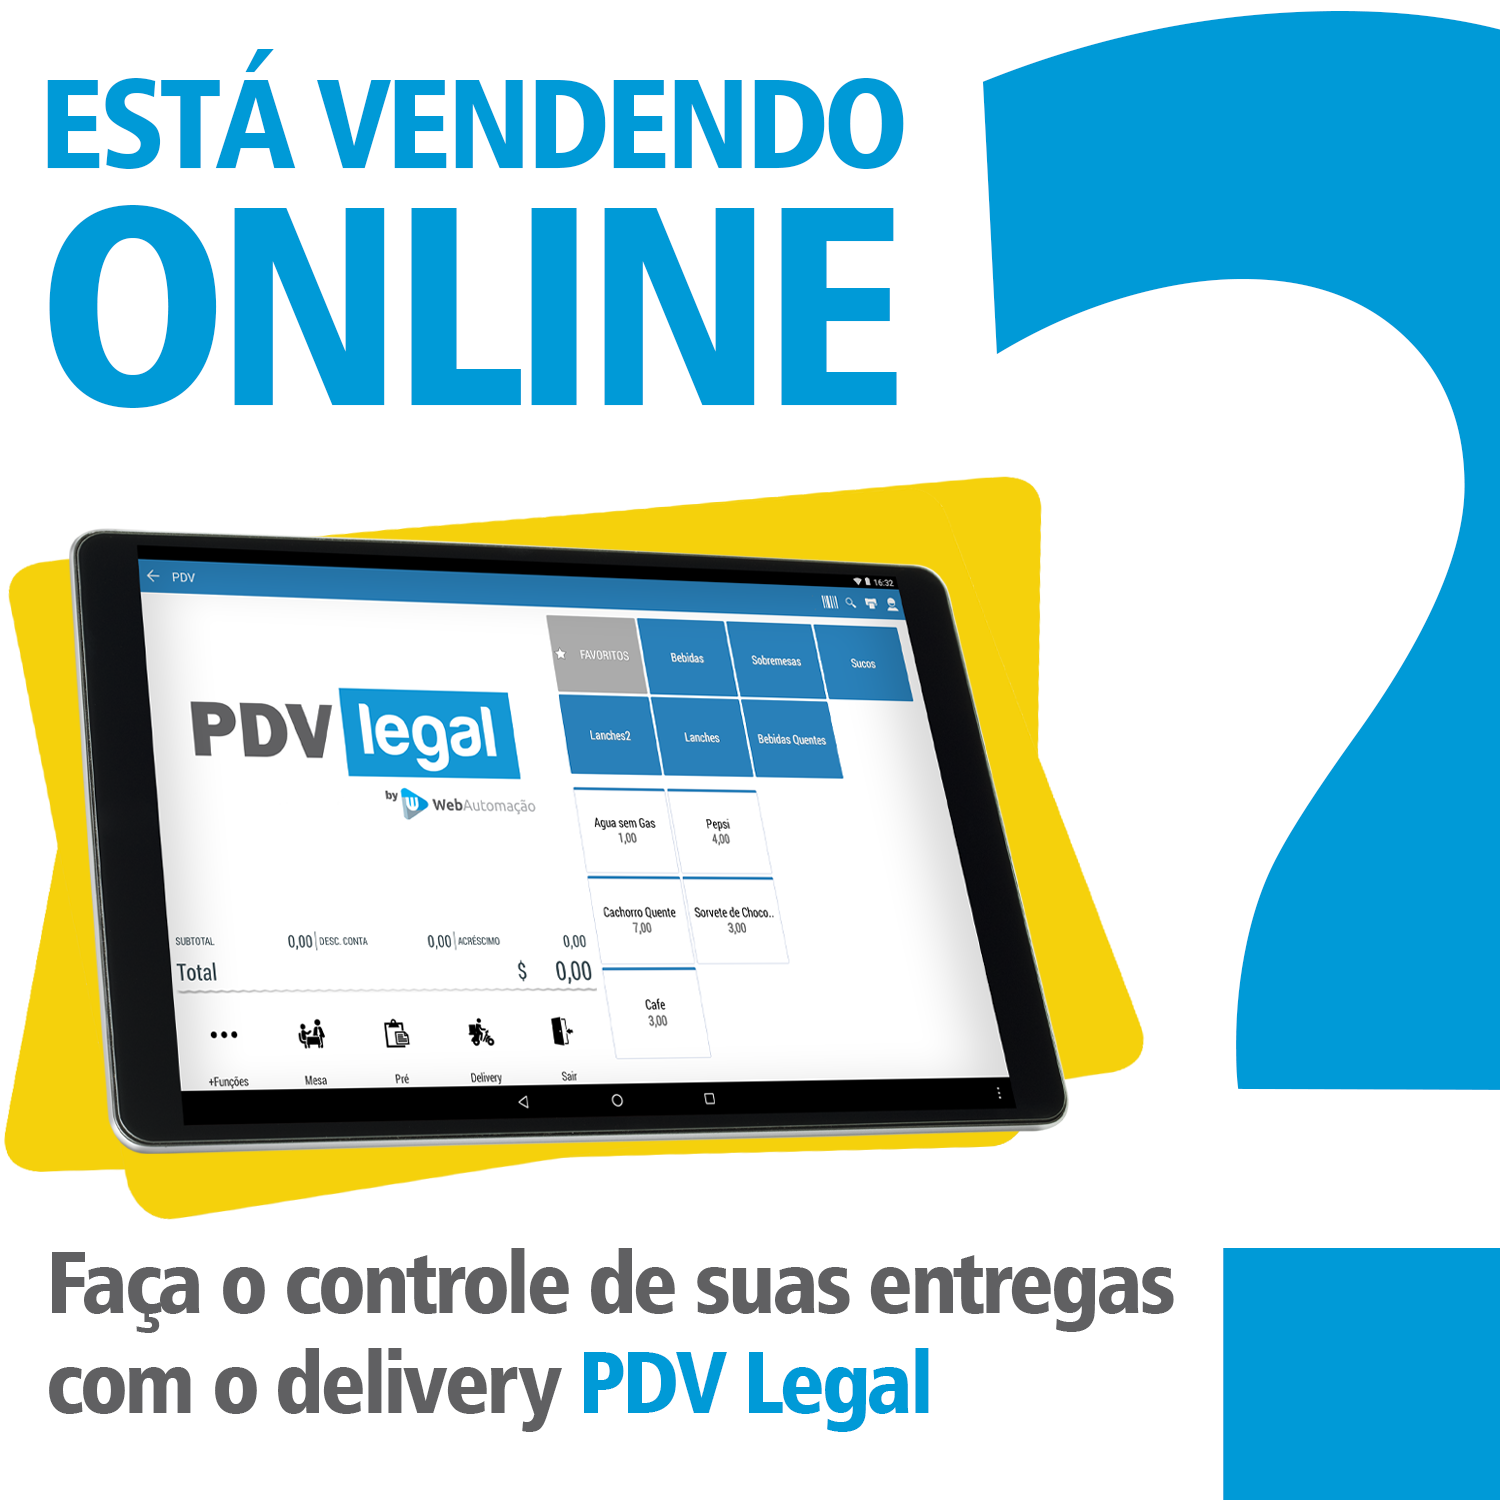 ESTÁ VENDENDO
ONLINE
?
PDV
16:32
PDV legal
by WebAutomação
FAVORITOS
Bebidas
Sobremesas
Sucos
Lanches2
Lanches
Bebidas Quentes
Agua sem Gas
1,00
Pepsi
4,00
Cachorro Quente
7,00
Sorvete de Choco..
3,00
Cafe
3,00
SUBTOTAL 0,00 DESC. CONTA 0,00 ACRÉSCIMO 0,00
Total $ 0,00
+Funções
Mesa
Pré
Delivery
Sair
Faça o controle de suas entregas
com o delivery PDV Legal